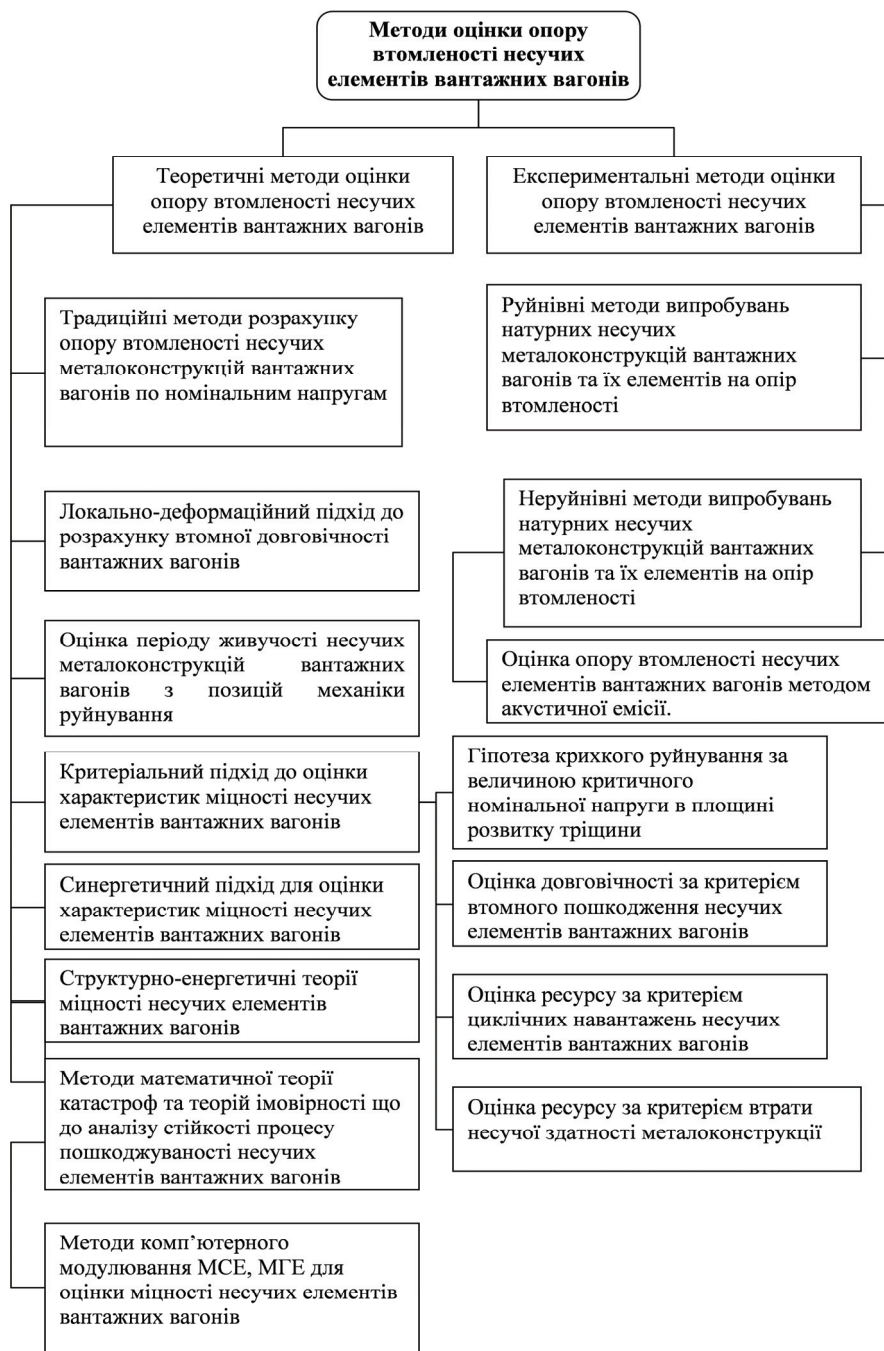 Методи оцінки опору
втомленості несучих
елементів вантажних вагонів
Теоретичні методи оцінки
опору втомленості несучих
елементів вантажних вагонів
Експериментальні методи оцінки
опору втомленості несучих
елементів вантажних вагонів
Традиційпі методи розрахупку
опору втомленості несучих
металоконструкцій вантажних
вагонів по номінальним напругам
Руйнівні методи випробувань
натурних несучих
металоконструкцій вантажних
вагонів та їх елементів на опір
втомленості
Локально-деформаційний підхід до
розрахунку втомної довговічності
вантажних вагонів
Неруйнівні методи випробувань
натурних несучих
металоконструкцій вантажних
вагонів та їх елементів на опір
втомленості
Оцінка періоду живучості несучих
металоконструкцій вантажних
вагонів з позицій механіки
руйнування
Оцінка опору втомленості несучих
елементів вантажних вагонів методом
акустичної емісії.
Критеріальний підхід до оцінки
характеристик міцності несучих
елементів вантажних вагонів
Гіпотеза крихкого руйнування за
величиною критичного
номінальної напруги в площині
розвитку тріщини
Синергетичний підхід для оцінки
характеристик міцності несучих
елементів вантажних вагонів
Оцінка довговічності за критерієм
втомного пошкодження несучих
елементів вантажних вагонів
Структурно-енергетичні теорії
міцності несучих елементів
вантажних вагонів
Оцінка ресурсу за критерієм
циклічних навантажень несучих
елементів вантажних вагонів
Методи математичної теорії
катастроф та теорій імовірності що
до аналізу стійкості процесу
пошкоджуваності несучих
елементів вантажних вагонів
Оцінка ресурсу за критерієм втрати
несучої здатності металоконструкції
Методи комп’ютерного
модулювання МСЕ, МГЕ для
оцінки міцності несучих елементів
вантажних вагонів